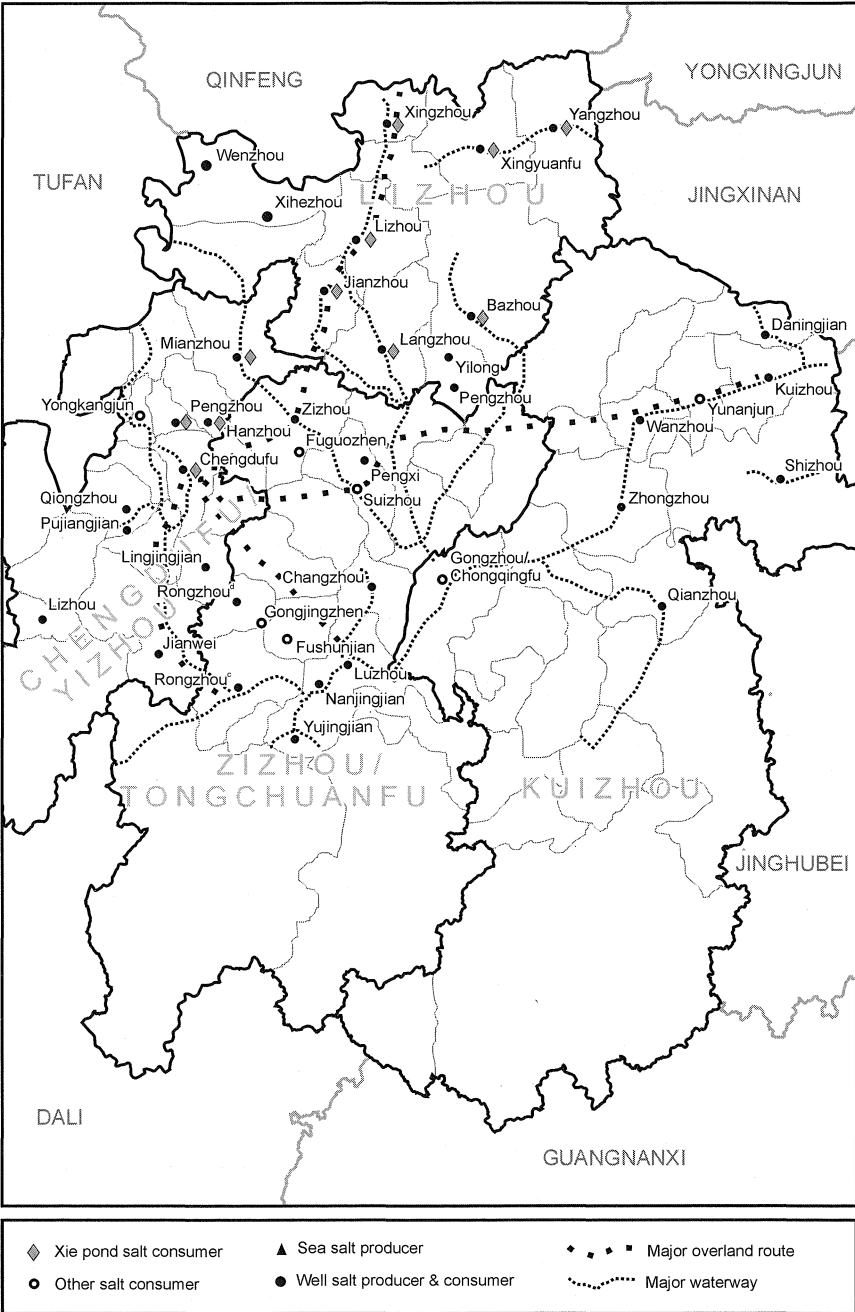 QINFENG
YONGXINGJUN
Xingzhou
Yangzhou
Wenzhou
Xingyuanfu
TUFAN
LIZHOU
JINGXINAN
Xihezhou
Lizhou
Jianzhou
Bazhou
Daningjian
Mianzhou
Langzhou
Yilong
Kuizhou
Pengzhou
Yongkangjun
Pengzhou
Zizhou
Yunanjun
Hanzhou
Wanzhou
Fuguozhen
Chengdufu
Shizhou
Pengxi
Qiongzhou
Suizhou
Zhongzhou
Pujiangjian
Lingjingjian
Gongzhou/
Chongqingfu
Changzhou
Rongzhou d
Qianzhou
Lizhou
Gongjingzhen
CHENGDUFU
YIZHOU
Jianwei
Fushunjian
Luzhou
Rongzhou c
Nanjingjian
Yujingjian
ZIZHOU/
TONGCHUANFU
KUIZHOU
JINGHUBEI
DALI
GUANGNANXI
Xie pond salt consumer
Sea salt producer
Major overland route
Other salt consumer
Well salt producer & consumer
Major waterway